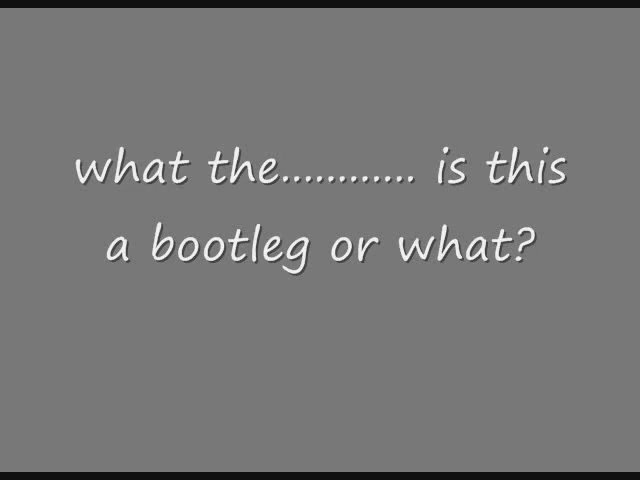 what the............ is this
a bootleg or what?